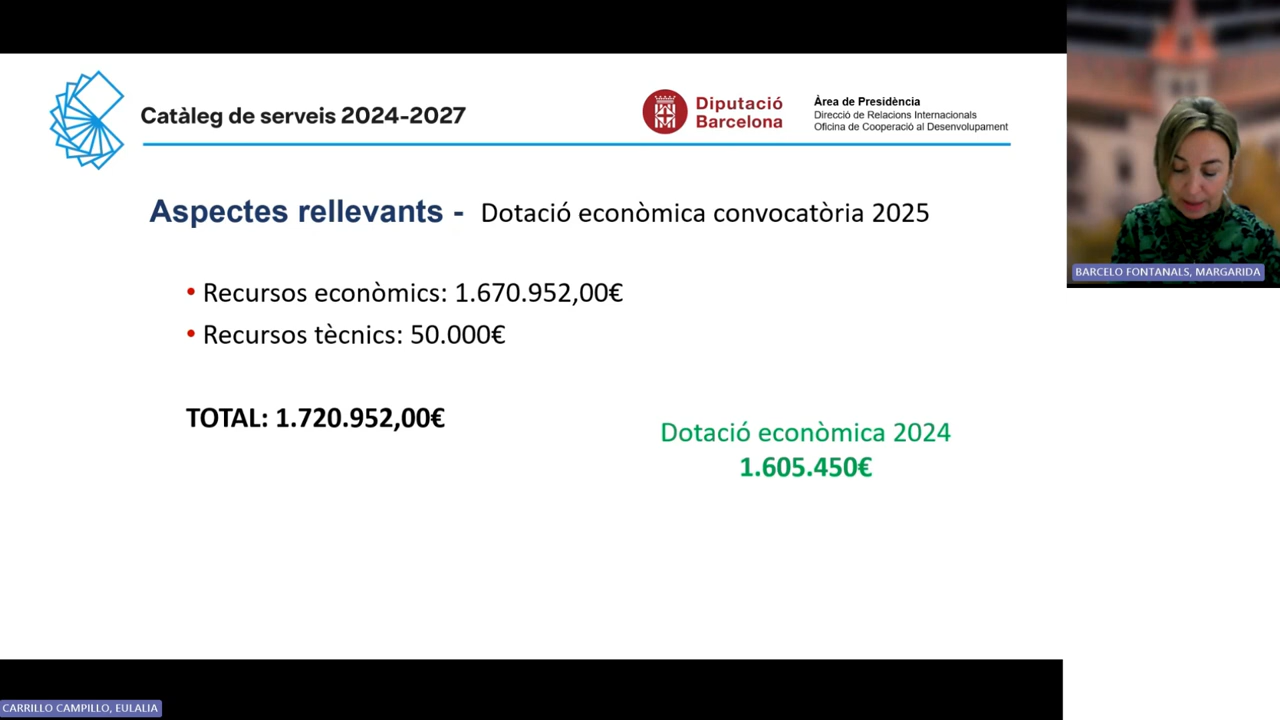 Catàleg de serveis 2024-2027
Diputació
Barcelona
Àrea de Presidència
Direcció de Relacions Internacionals
Oficina de Cooperació al Desenvolupament
Aspectes rellevants - Dotació econòmica convocatòria 2025
• Recursos econòmics: 1.670.952,00€
• Recursos tècnics: 50.000€
TOTAL: 1.720.952,00€
Dotació econòmica 2024
1.605.450€
BARCELO FONTANALS, MARGARIDA
CARRILLO CAMPILLO, EULALIA